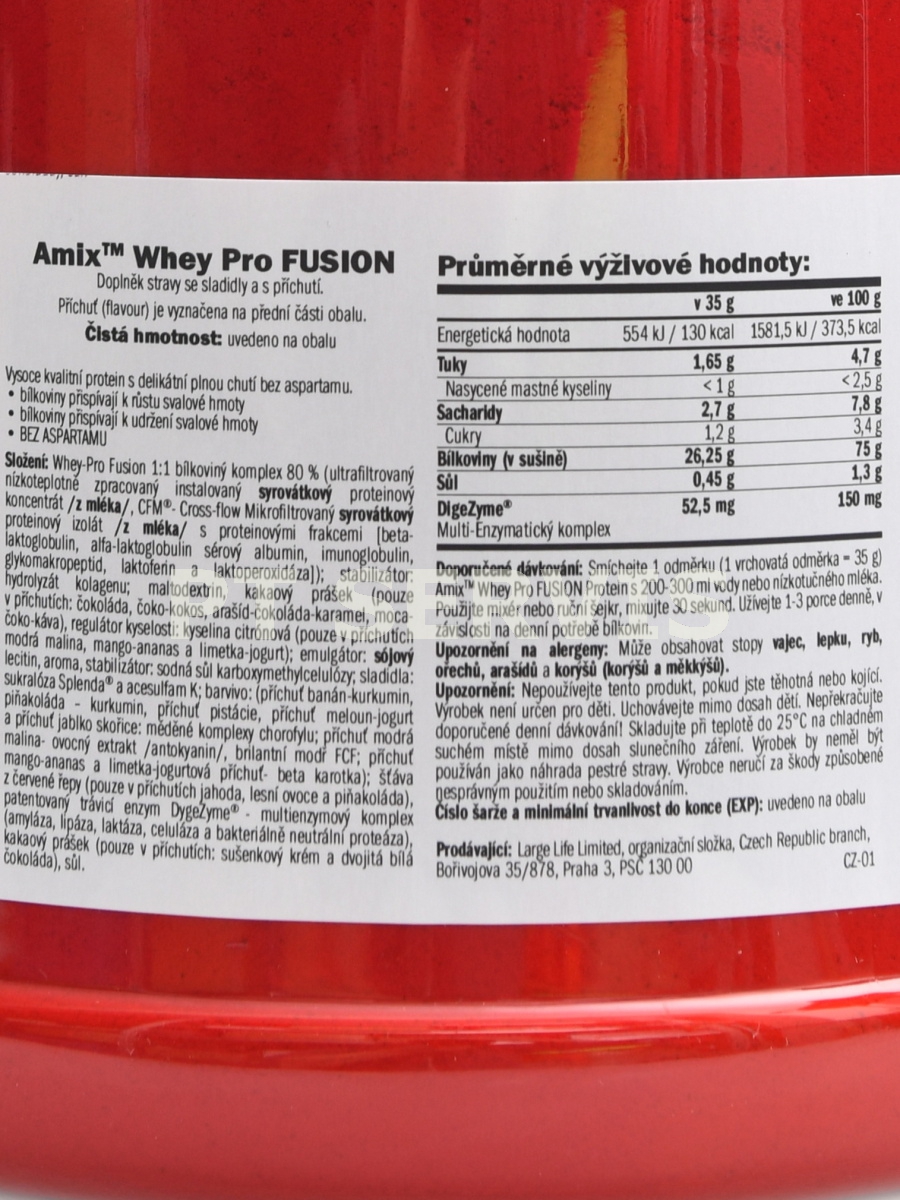 Amix™ Whey Pro FUSION
Doplněk stravy se sladidly a s příchutí.
Příchuť (flavour) je vyznačena na přední části obalu.
Čistá hmotnost: uvedeno na obalu
Vysoce kvalitní protein s delikátní plnou chutí bez aspartamu.
• bílkoviny přispívají k růstu svalové hmoty
• bílkoviny přispívají k udržení svalové hmoty
• BEZ ASPARTAMU
Složení: Whey-Pro Fusion 1:1 bílkoviný komplex 80 % (ultrafiltrovaný
nízkoteplotně zpracovaný instalovaný syrovátkový proteinový
koncentrát /z mléka/, CFM®- Cross-flow Mikrofiltrovaný syrovátkový
proteinový izolát /z mléka/ s proteinovými frakcemi [beta-
laktoglobulin, alfa-laktoglobulin sérový albumin, imunoglobulin,
glykomakropeptid, laktoferin a laktoperoxidáza]); stabilizátor:
hydrolyzát kolagenu; maltodextrin, kakaový prášek (pouze
v příchutích: čokoláda, čoko-kokos, arašíd-čokoláda-karamel, moca-
čoko-káva), regulátor kyselosti: kyselina citrónová (pouze v příchutích
modrá malina, mango-ananas a limetka-jogurt); emulgátor: sójový
lecitin, aroma, stabilizátor: sodná sůl karboxymethylcelulózy; sladidla:
sukralóza Splenda® a acesulfam K; barvivo: (příchuť banán-kurkumin,
piňakoláda - kurkumin, příchuť pistácie, příchuť meloun-jogurt
a příchuť jablko skořice: měděné komplexy chorofylu; příchuť modrá
malina- ovocný extrakt /antokyanin/, brilantní modř FCF; příchuť
mango-ananas a limetka-jogurtová příchuť- beta karotka); šťáva
z červené řepy (pouze v příchutích jahoda, lesní ovoce a piňakoláda),
patentovaný trávicí enzym DygeZyme® - multienzymový komplex
(amyláza, lipáza, laktáza, celuláza a bakteriálně neutrální proteáza),
kakaový prášek (pouze v příchutích: sušenkový krém a dvojitá bílá
čokoláda), sůl.
Průměrné výživové hodnoty:
v 35 g ve 100 g
Energetická hodnota 554 kJ / 130 kcal 1581,5 kJ / 373,5 kcal
Tuky 1,65 g 4,7 g
Nasycené mastné kyseliny < 1 g < 2,5 g
Sacharidy 2,7 g 7,8 g
Cukry 1,2 g 3,4 g
Bílkoviny (v sušině) 26,25 g 75 g
Sůl 0,45 g 1,3 g
DigeZyme® 52,5 mg 150 mg
Multi-Enzymatický komplex
Doporučené dávkování: Smíchejte 1 odměrku (1 vrchovatá odměrka = 35 g)
Amix™ Whey Pro FUSION Protein s 200-300 ml vody nebo nízkotučného mléka.
Použijte mixér nebo ruční šejkr, mixujte 30 sekund. Užívejte 1-3 porce denně, v
závislosti na denní potřebě bílkovin.
Upozornění na alergeny: Může obsahovat stopy vajec, lepku, ryb,
ořechů, arašídů a korýšů (korýšů a měkkýšů).
Upozornění: Nepoužívejte tento produkt, pokud jste těhotná nebo kojící.
Výrobek není určen pro děti. Uchovávejte mimo dosah dětí. Nepřekračujte
doporučené denní dávkování! Skladujte při teplotě do 25°C na chladném
suchém místě mimo dosah slunečního záření. Výrobek by neměl být
používán jako náhrada pestré stravy. Výrobce neručí za škody způsobené
nesprávným použitím nebo skladováním.
Číslo šarže a minimální trvanlivost do konce (EXP): uvedeno na obalu
Prodávající: Large Life Limited, organizační složka, Czech Republic branch,
Bořivojova 35/878, Praha 3, PSČ 130 00 CZ-01